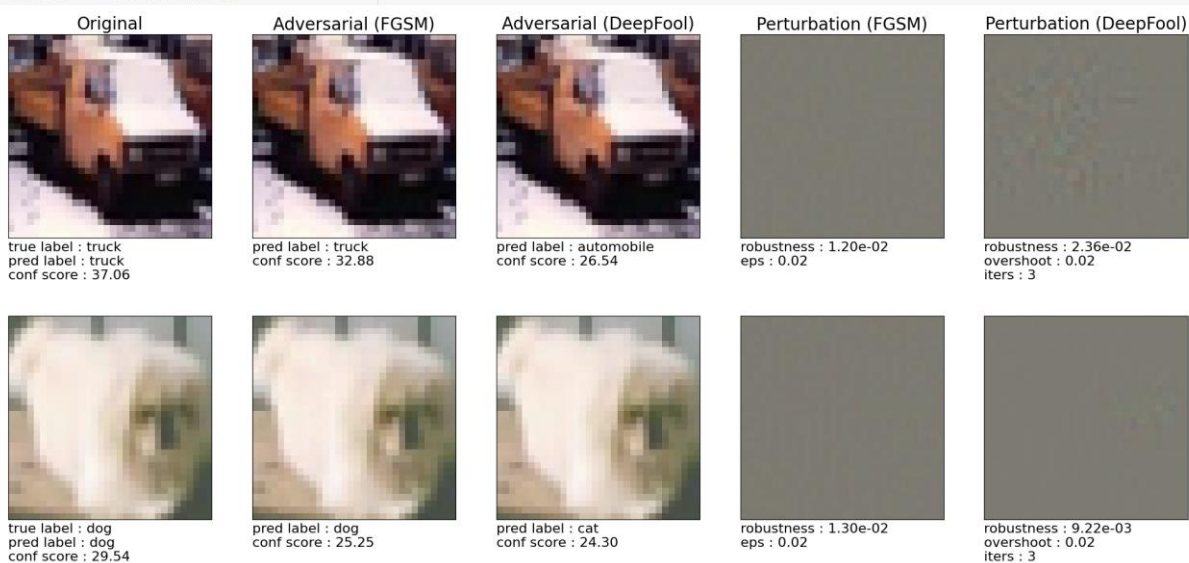 Original
Adversarial (FGSM)
Adversarial (DeepFool)
Perturbation (FGSM)
Perturbation (DeepFool)
true label : truck
pred label : truck
conf score : 37.06
pred label : truck
conf score : 32.88
pred label : automobile
conf score : 26.54
robustness : 1.20e-02
eps : 0.02
robustness : 2.36e-02
overshoot : 0.02
iters : 3
true label : dog
pred label : dog
conf score : 29.54
pred label : dog
conf score : 25.25
pred label : cat
conf score : 24.30
robustness : 1.30e-02
eps : 0.02
robustness : 9.22e-03
overshoot : 0.02
iters : 3